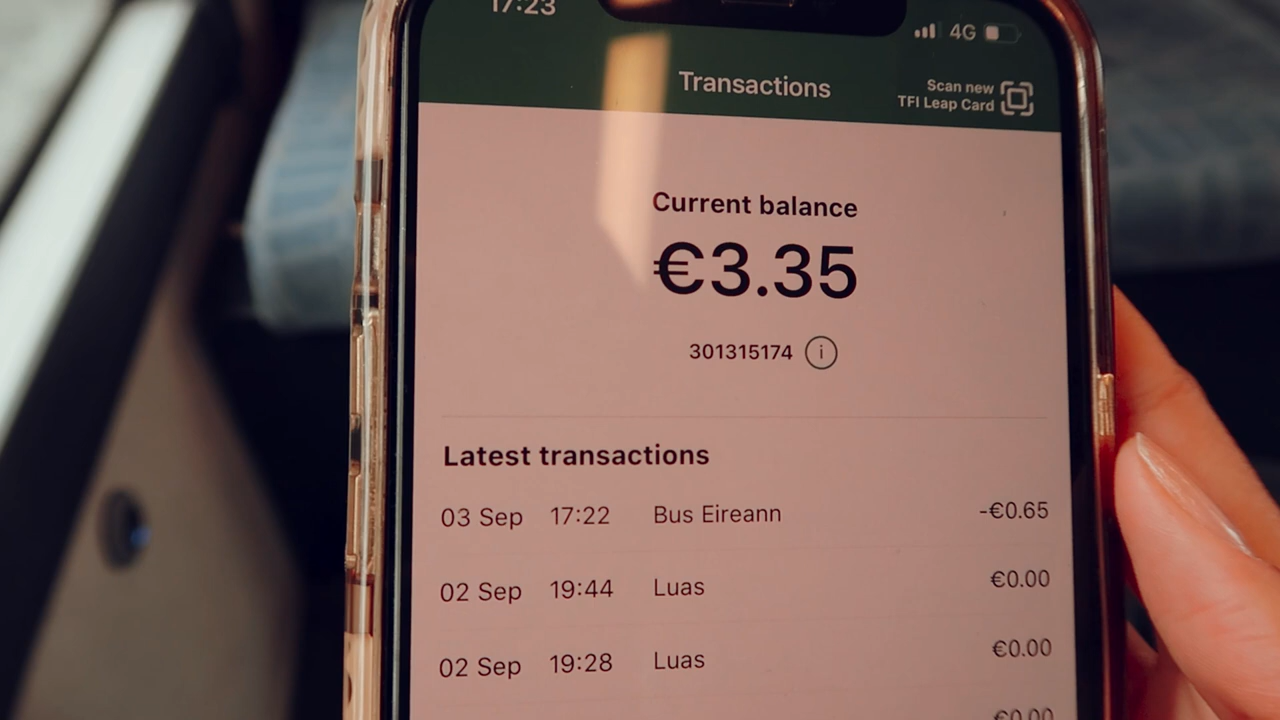 17:23
4G
Transactions
Scan new
TFI Leap Card
Current balance
€3.35
301315174 i
Latest transactions
03 Sep 17:22 Bus Eireann -€0.65
02 Sep 19:44 Luas €0.00
02 Sep 19:28 Luas €0.00
€0.00